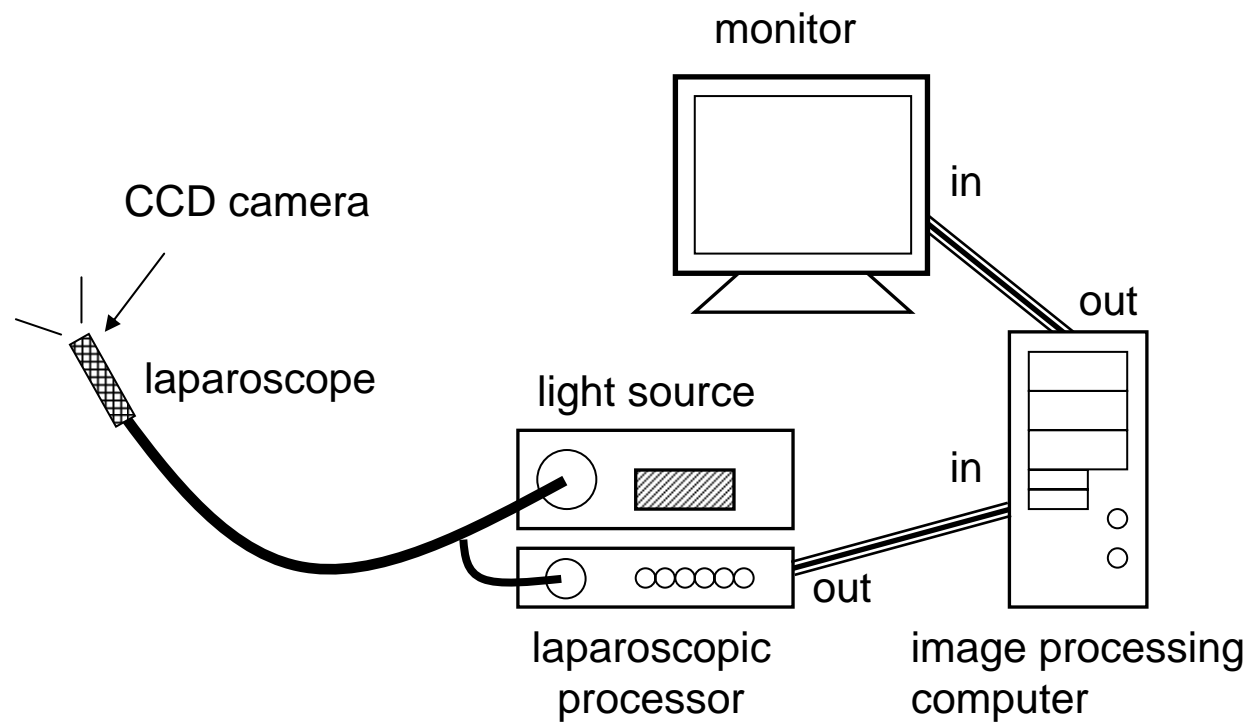 monitor
in
CCD camera
out
laparoscope
light source
in
out
laparoscopic
processor
image processing
computer